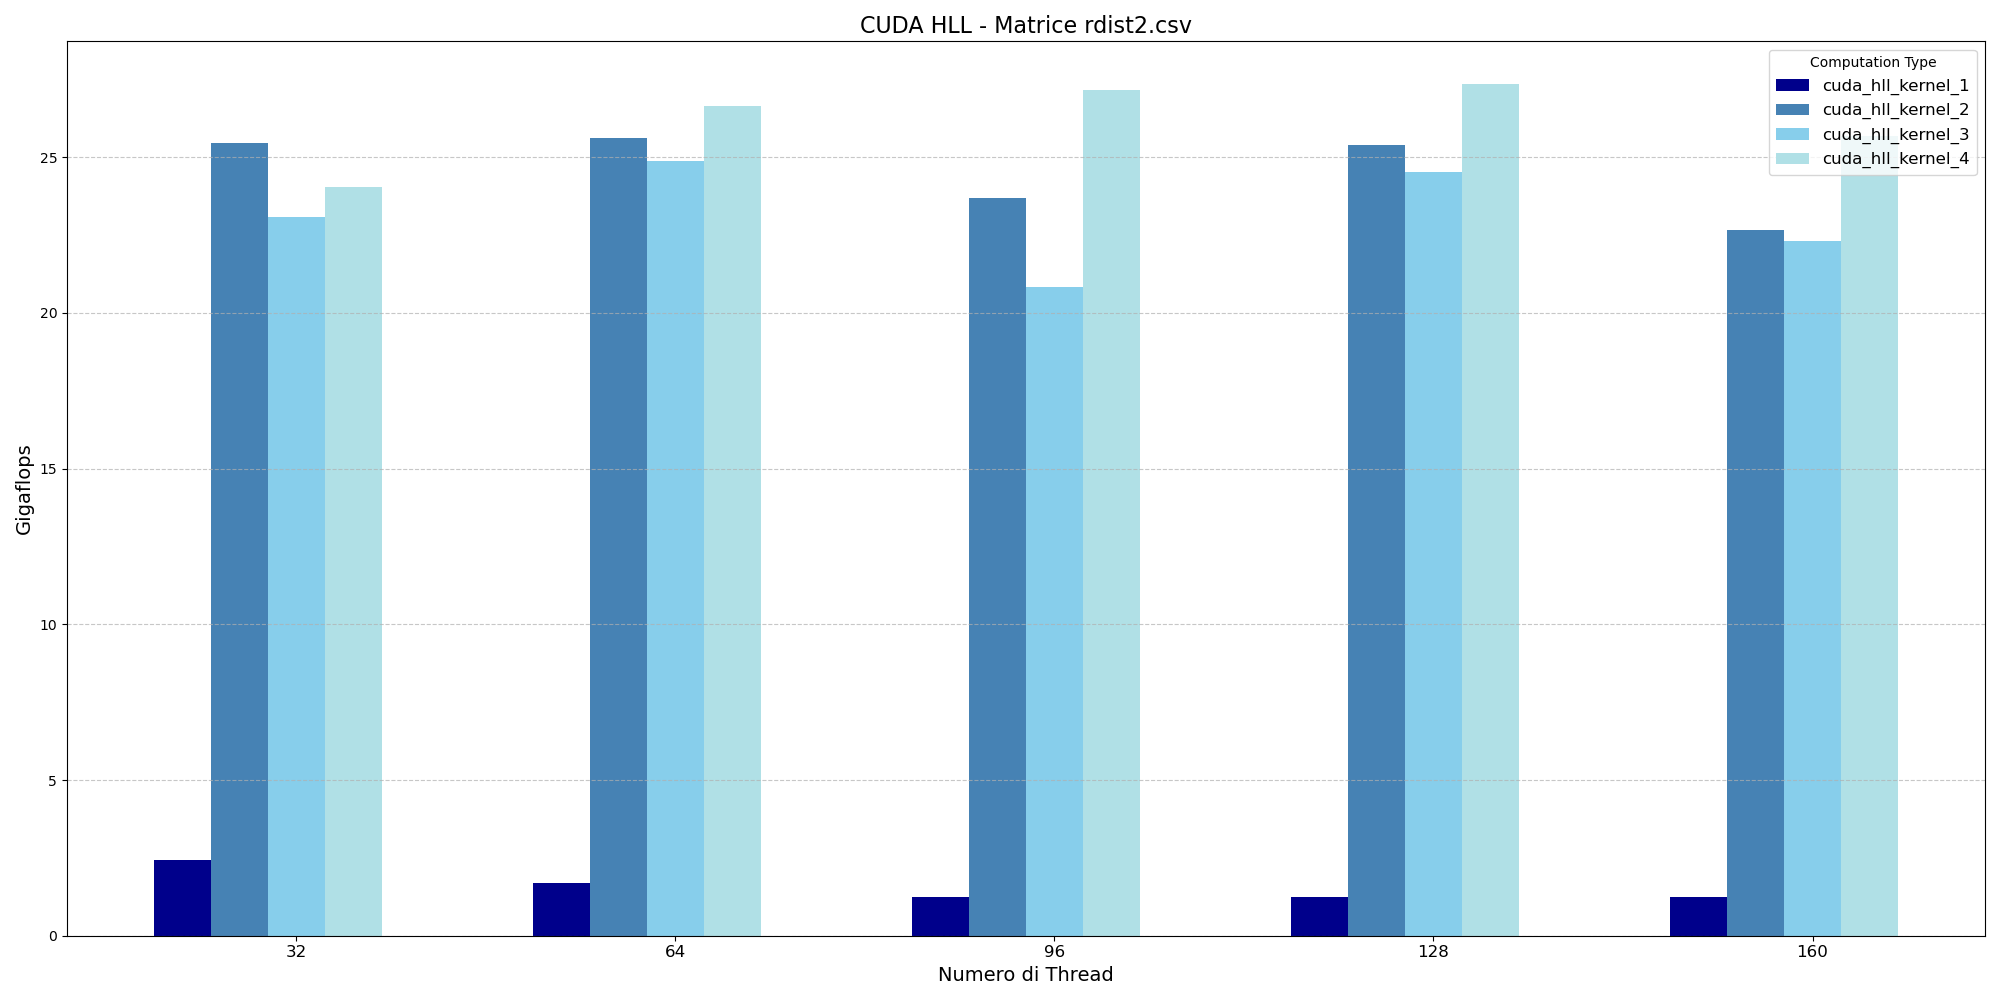 CUDA HLL - Matrice rdist2.csv
Computation Type
cuda_hll_kernel_1
cuda_hll_kernel_2
cuda_hll_kernel_3
cuda_hll_kernel_4
Gigaflops
25
20
15
10
5
0
32 64 96 128 160
Numero di Thread